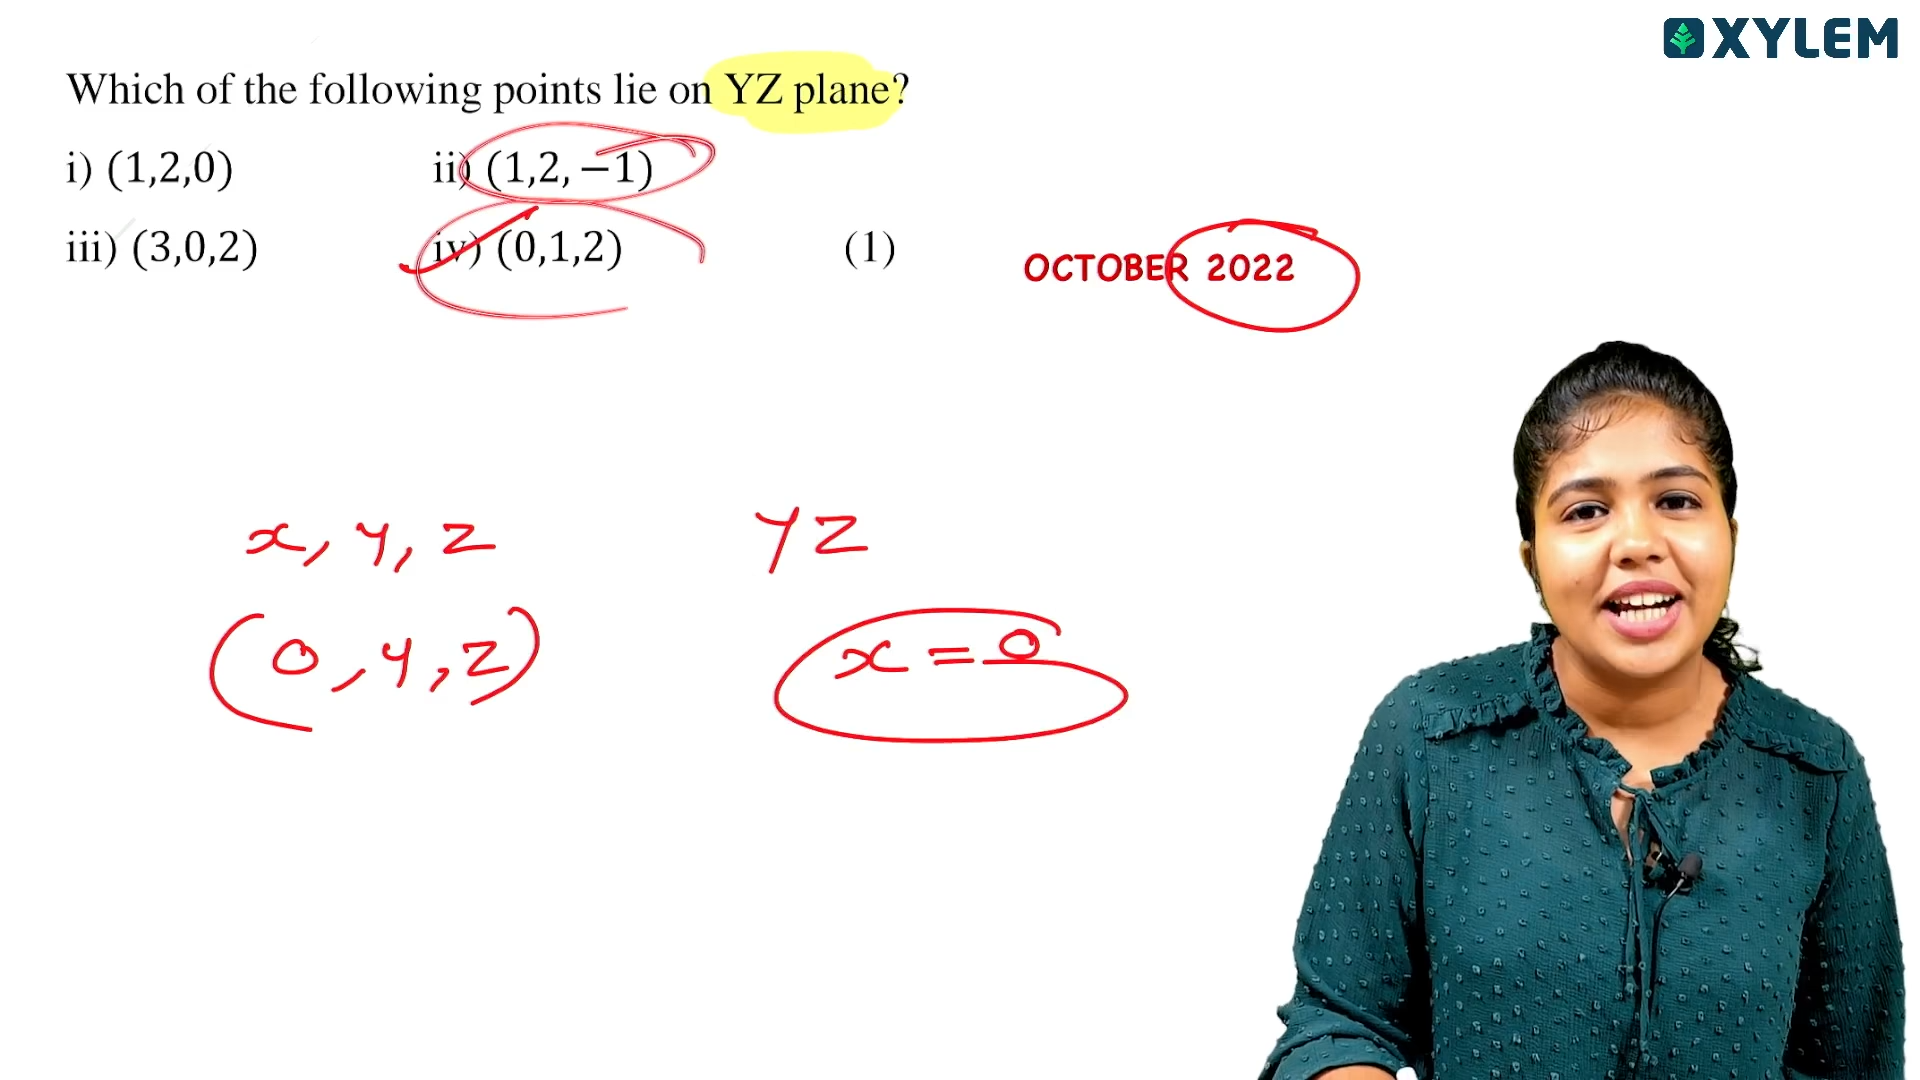 XYLEM
Which of the following points lie on YZ plane?
i) (1,2,0) ii) (1,2,−1)
iii) (3,0,2) iv) (0,1,2) (1)
OCTOBER 2022
x, y, z YZ
(0, y, z) x = 0